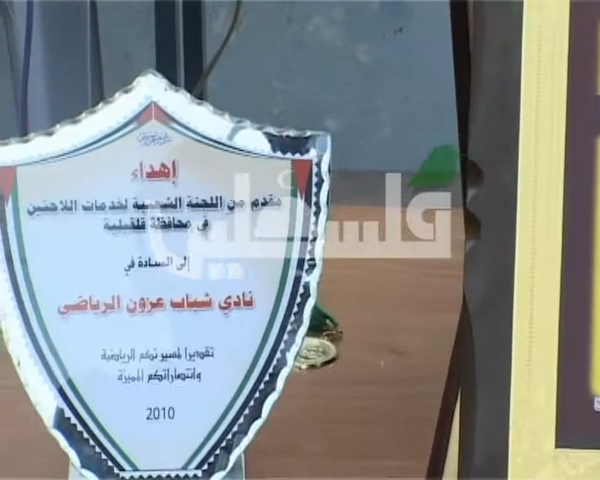 إهداء
مقدم من اللجنة الشعبية لخدمات اللاجئين
في محافظة قلقيلية
إلى السادة في
نادي شباب عزون الرياضي
تقديرا لمسيرتكم الرياضية
وانتصاراتكم المميزة
2010
فلسطين